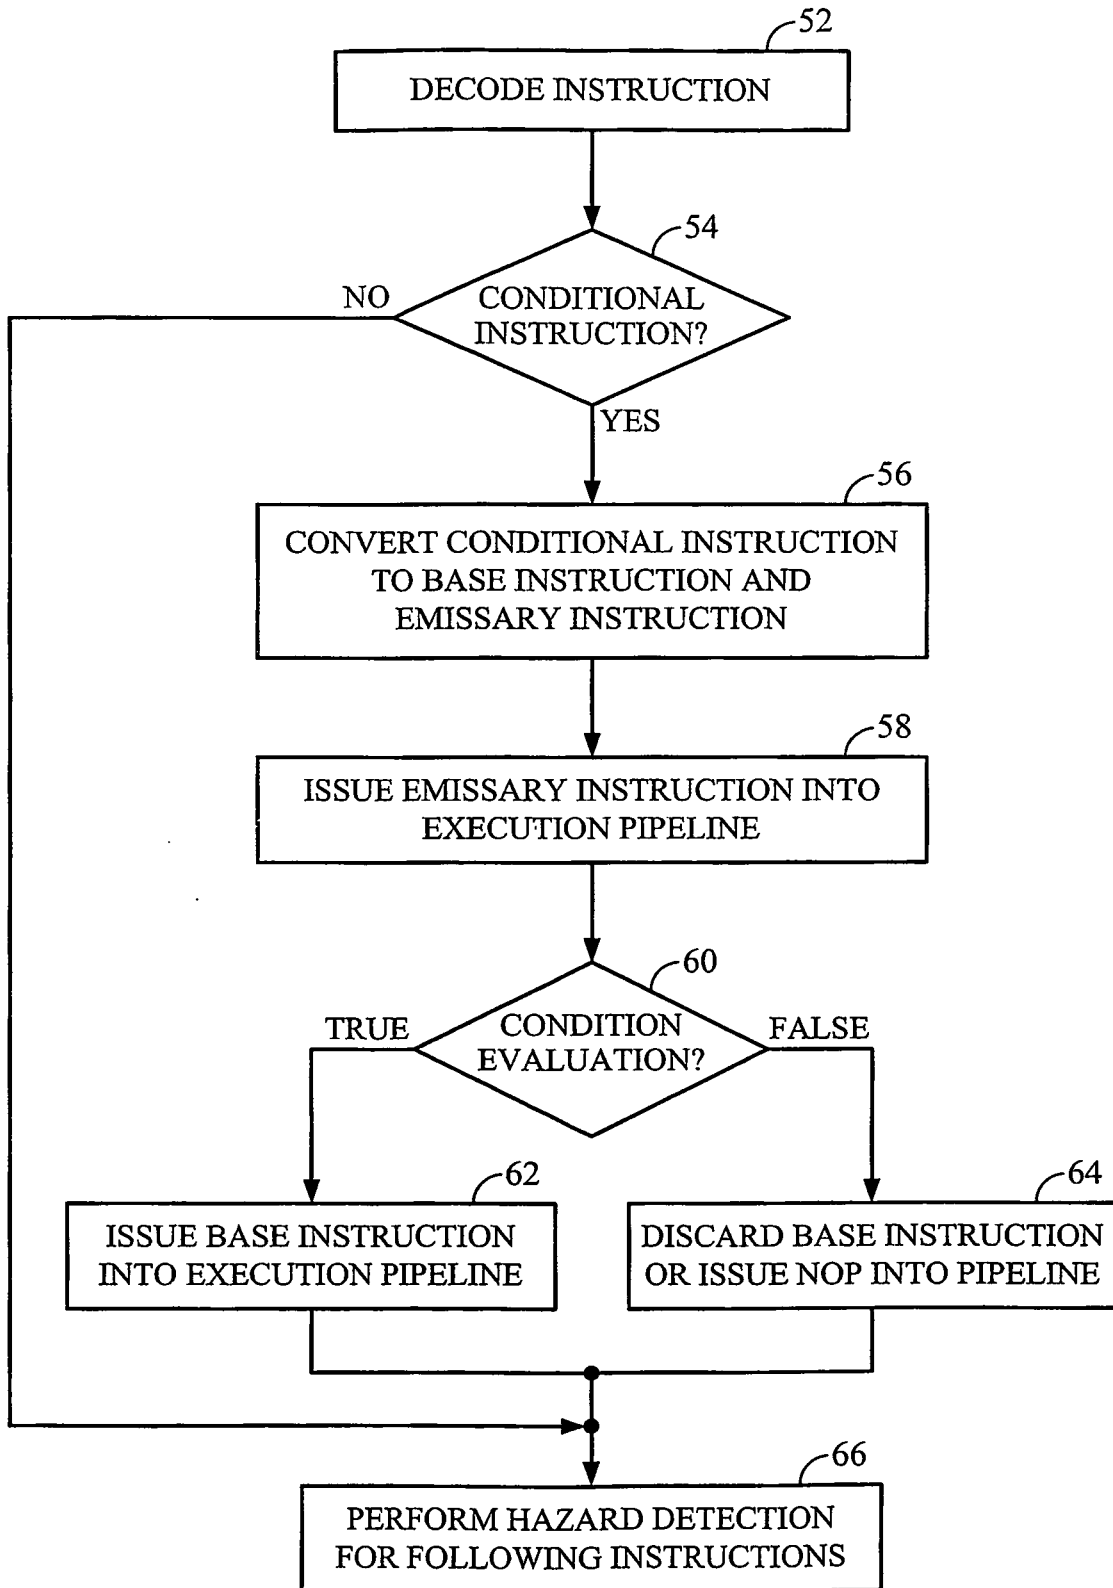 52
DECODE INSTRUCTION
54
NO
CONDITIONAL
INSTRUCTION?
YES
56
CONVERT CONDITIONAL INSTRUCTION
TO BASE INSTRUCTION AND
EMISSARY INSTRUCTION
58
ISSUE EMISSARY INSTRUCTION INTO
EXECUTION PIPELINE
60
TRUE
CONDITION
EVALUATION?
FALSE
62
ISSUE BASE INSTRUCTION
INTO EXECUTION PIPELINE
64
DISCARD BASE INSTRUCTION
OR ISSUE NOP INTO PIPELINE
66
PERFORM HAZARD DETECTION
FOR FOLLOWING INSTRUCTIONS